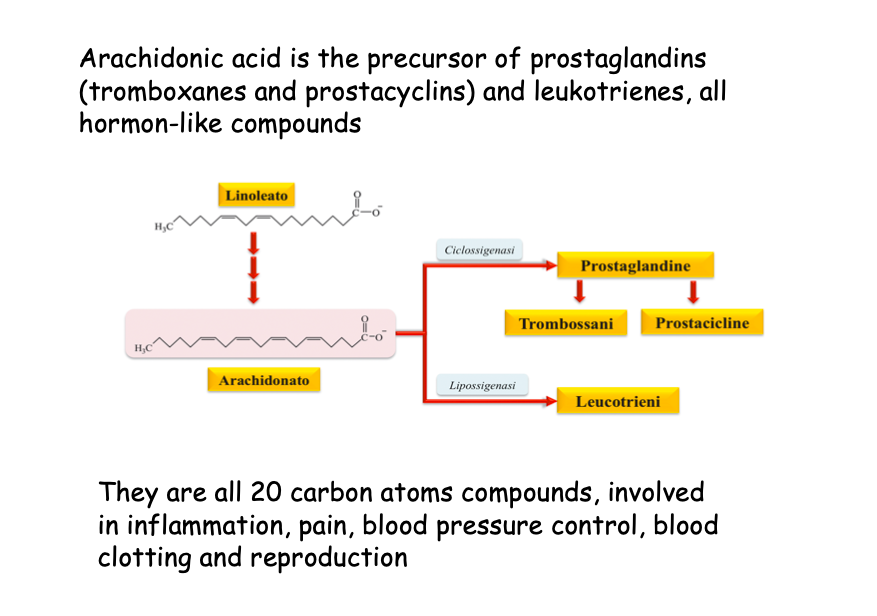 Arachidonic acid is the precursor of prostaglandins
(tromboxanes and prostacyclins) and leukotrienes, all
hormon-like compounds
Linoleato
O
C-O-
H3C
Ciclossigenasi
Prostaglandine
Trombossani
Prostacicline
O
C-O-
H3C
Arachidonato
Lipossigenasi
Leucotrieni
They are all 20 carbon atoms compounds, involved
in inflammation, pain, blood pressure control, blood
clotting and reproduction